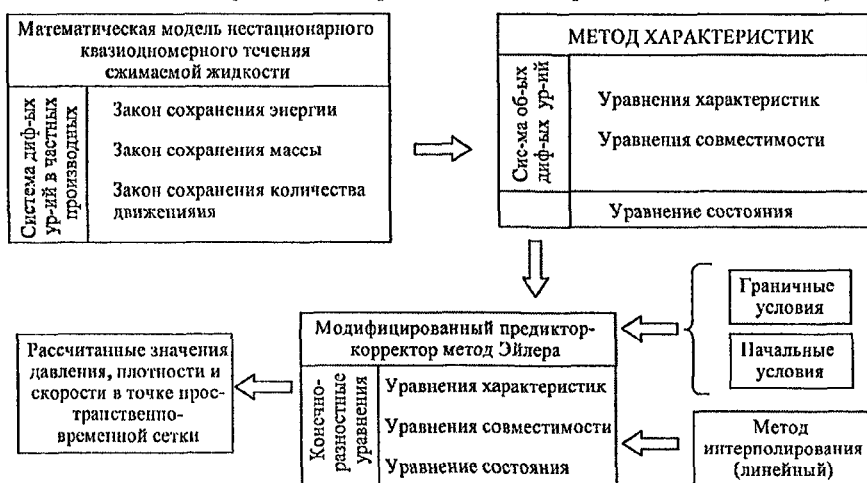 Математическая модель нестационарного
квазиодномерного течения
сжимаемой жидкости
Система диф-ых
ур-ий в частных
производных
Закон сохранения энергии
Закон сохранения массы
Закон сохранения количества
движенияия
МЕТОД ХАРАКТЕРИСТИК
Сис-ма об-ых
диф-ых ур-ий
Уравнения характеристик
Уравнения совместимости
Уравнение состояния
Граничные
условия
Начальные
условия
Модифицированный предиктор-
корректор метод Эйлера
Конечно-
разностные
уравнения
Уравнения характеристик
Уравнения совместимости
Уравнение состояния
Метод
интерполирования
(линейный)
Рассчитанные значения
давления, плотности и
скорости в точке прос-
транственно-
временной сетки